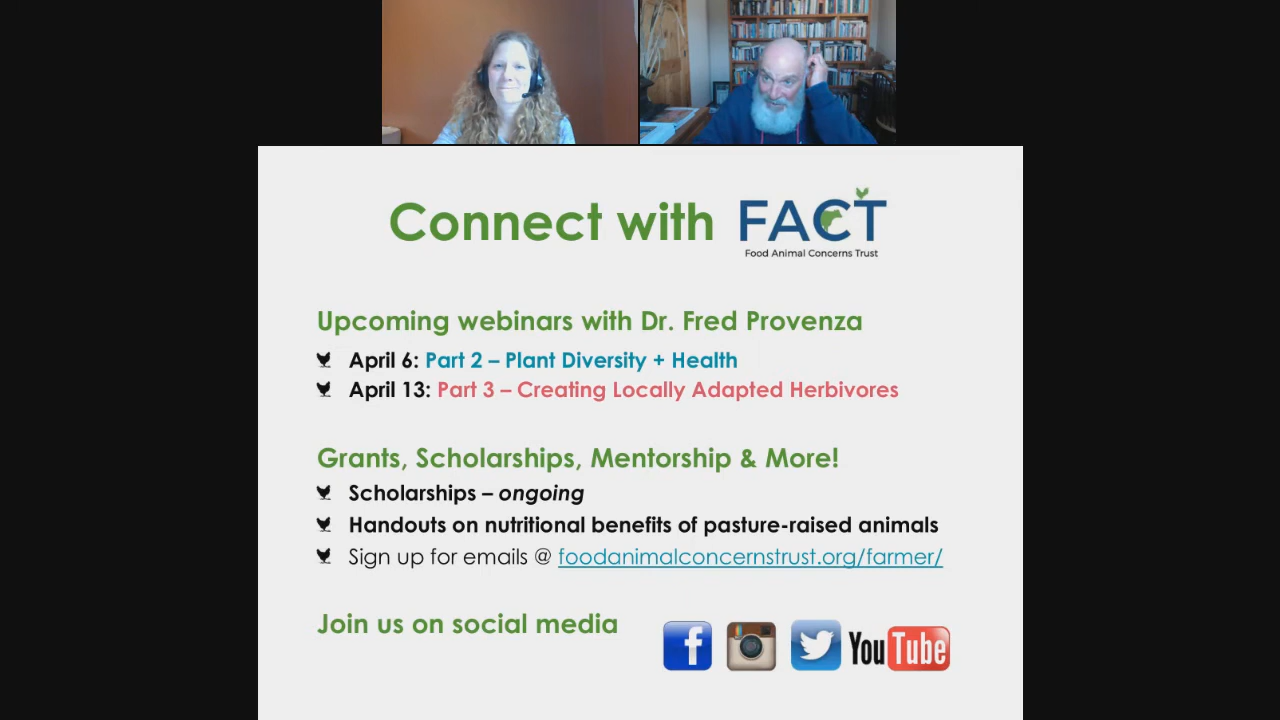 Connect with FACT
Food Animal Concerns Trust
Upcoming webinars with Dr. Fred Provenza
April 6: Part 2 – Plant Diversity + Health
April 13: Part 3 – Creating Locally Adapted Herbivores
Grants, Scholarships, Mentorship & More!
Scholarships – ongoing
Handouts on nutritional benefits of pasture-raised animals
Sign up for emails @ foodanimalconcernstrust.org/farmer/
Join us on social media
f
YouTube